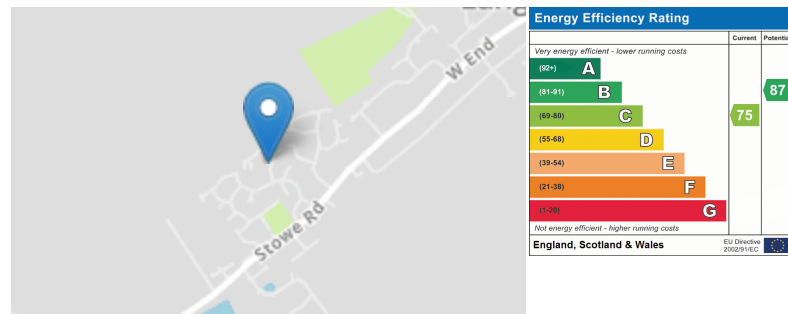 W End
Stowe Rd
Energy Efficiency Rating
Current
Very energy efficient - lower running costs
(92+) A
(81-91) B
87
(69-80) C
75
(55-68) D
(39-54) E
(21-38) F
(1-20) G
Not energy efficient - higher running costs
England, Scotland & Wales
EU Directive
2002/91/EC